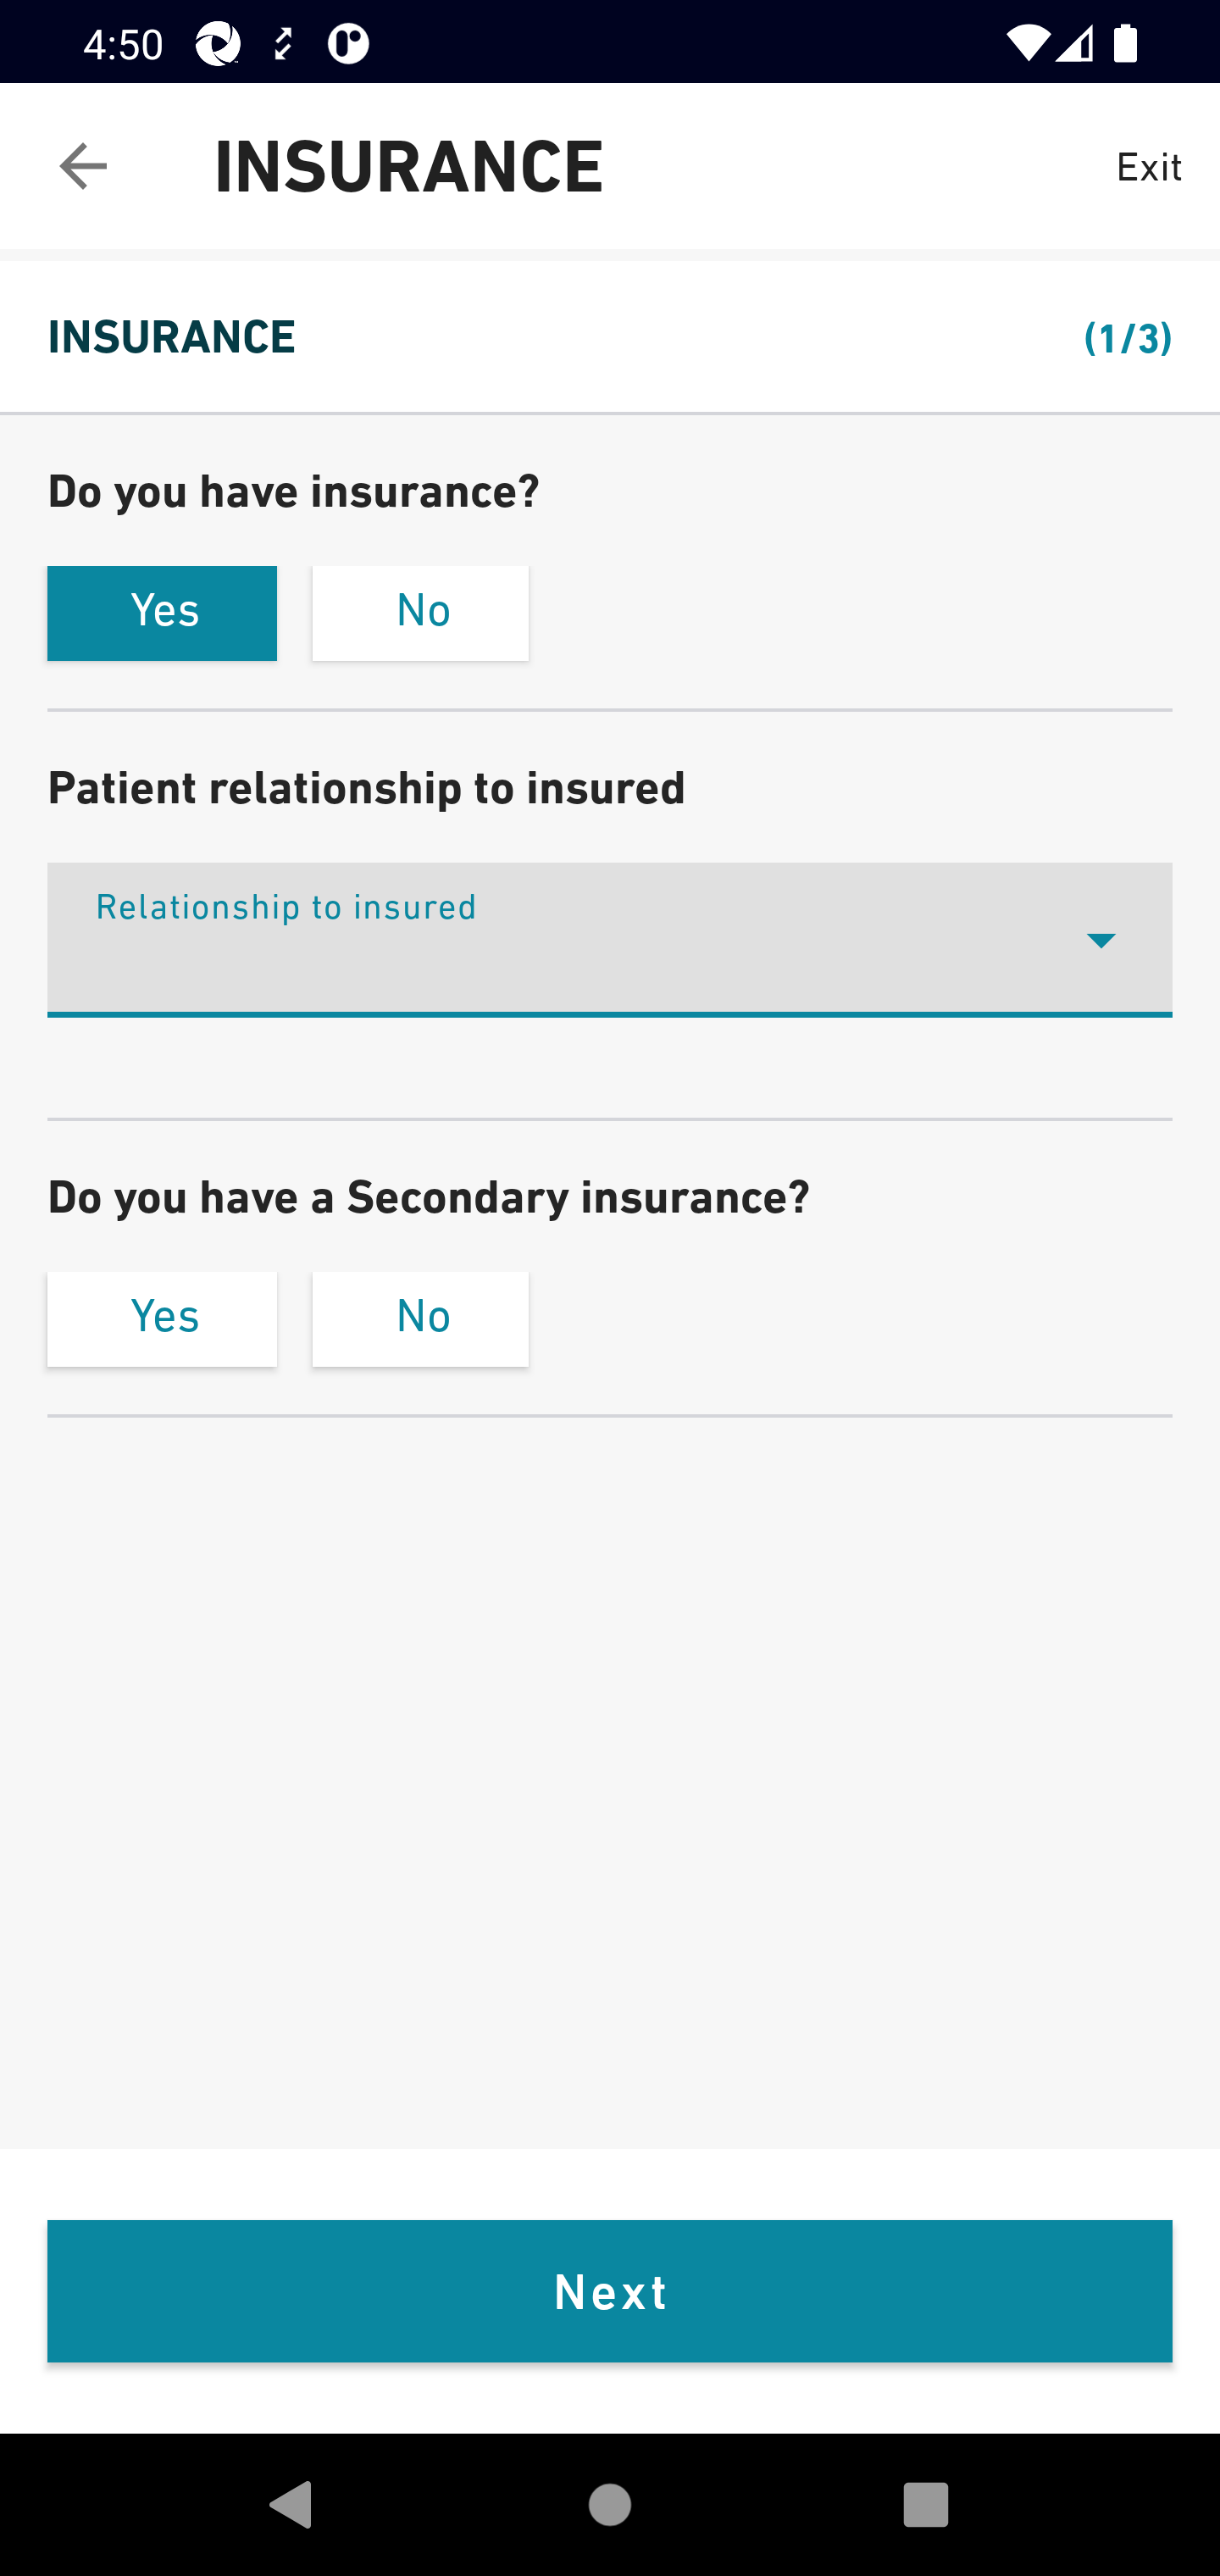 4:50
INSURANCE
Exit
INSURANCE
(1/3)
Do you have insurance?
Yes
No
Patient relationship to insured
Relationship to insured
Do you have a Secondary insurance?
Yes
No
Next